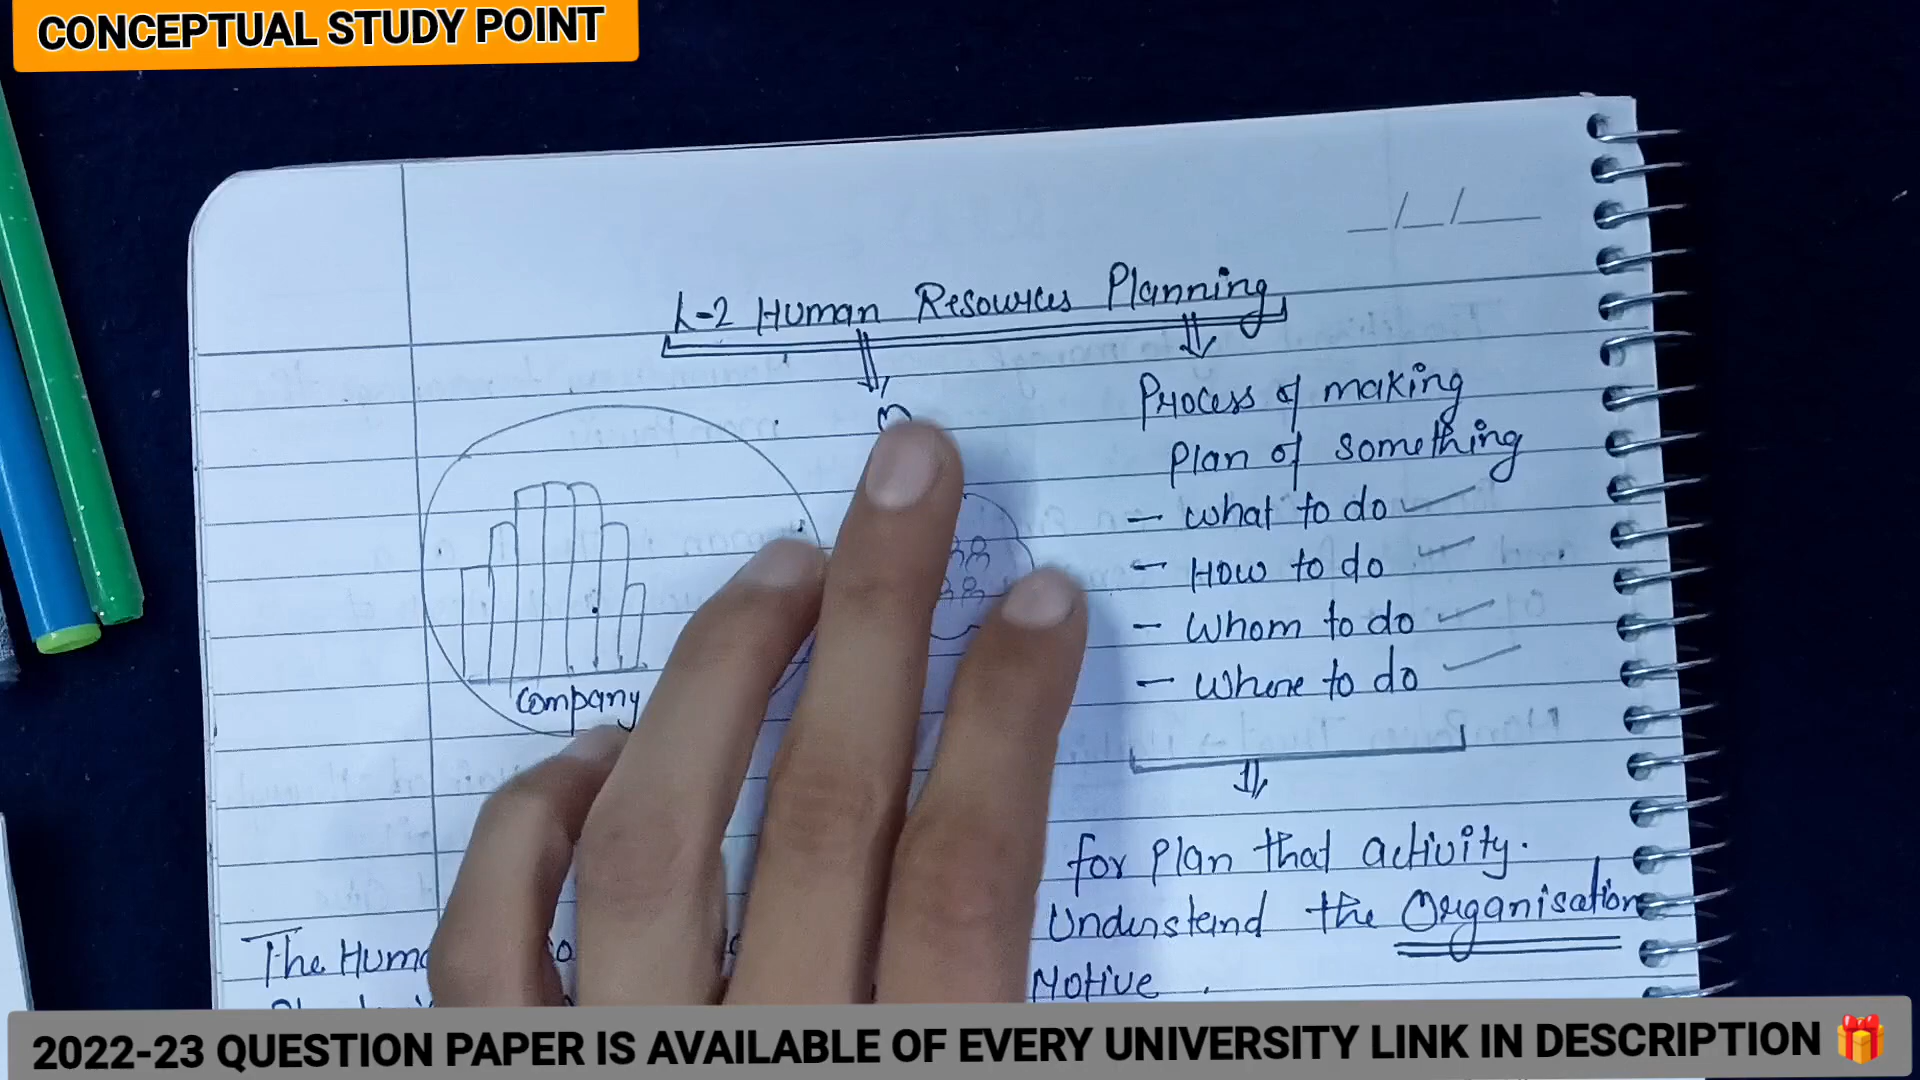 CONCEPTUAL STUDY POINT
L-2 Human Resources Planning
Process of making
plan of something
- what to do
- How to do
- Whom to do
- Where to do
company
for plan that activity.
Understand the Organisation
The
Motive
2022-23 QUESTION PAPER IS AVAILABLE OF EVERY UNIVERSITY LINK IN DESCRIPTION